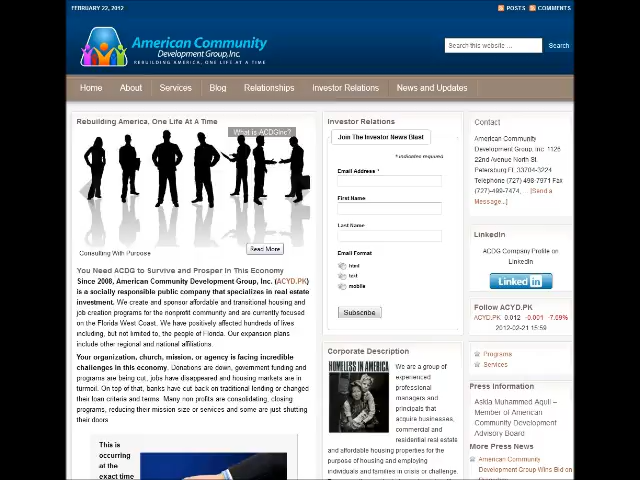 FEBRUARY 22, 2012
POSTS COMMENTS
American Community
Development Group, Inc.
REBUILDING AMERICA, ONE LIFE AT A TIME
Search this website ... Search
Home About Services Blog Relationships Investor Relations News and Updates
Rebuilding America, One Life At A Time
What is ACDGInc?
Consulting With Purpose
Read More
You Need ACDG to Survive and Prosper In This Economy
Since 2008, American Community Development Group, Inc. (ACYD.PK)
is a socially responsible public company that specializes in real estate
investment. We create and sponsor affordable and transitional housing and
job creation programs for the nonprofit community and are currently focused
on the Florida West Coast. We have positively affected hundreds of lives
including, but not limited to, the people of Florida. Our expansion plans
include other regional and national affiliations.
Your organization, church, mission, or agency is facing incredible
challenges in this economy. Donations are down, government funding and
programs are being cut, jobs have disappeared and housing markets are in
turmoil. On top of that, banks have cut back on traditional lending or changed
their loan criteria and terms. Many non profits are consolidating, closing
programs, reducing their mission size or services and some are just shutting
their doors
This is
occurring
at the
exact time
Investor Relations
Join The Investor News Blast
* indicates required
Email Address *
First Name
Last Name
Email Format
html
text
mobile
Subscribe
Corporate Description
HOMELESS IN AMERICA
We are a group of
experienced
professional
managers and
principals that
acquire businesses,
commercial and
residential real estate
and affordable housing properties for the
purpose of housing and employing
individuals and families in crisis or challenge.
Contact
American Community
Development Group, Inc. 1126
22nd Avenue North St.
Petersburg Fl 33704-3224
Telephone (727) 498-7971 Fax
(727)-499-7474, ... [Send a
Message...]
LinkedIn
ACDG Company Profile on
LinkedIn
Linked in
Follow ACYD.PK
ACYD.PK 0.012 -0.001 -7.69%
2012-02-21 15:59
Programs
Services
Press Information
Askia Muhammad Aquil –
Member of American
Community Development
Advisory Board
More Press News
American Community
Development Group Wins Bid on